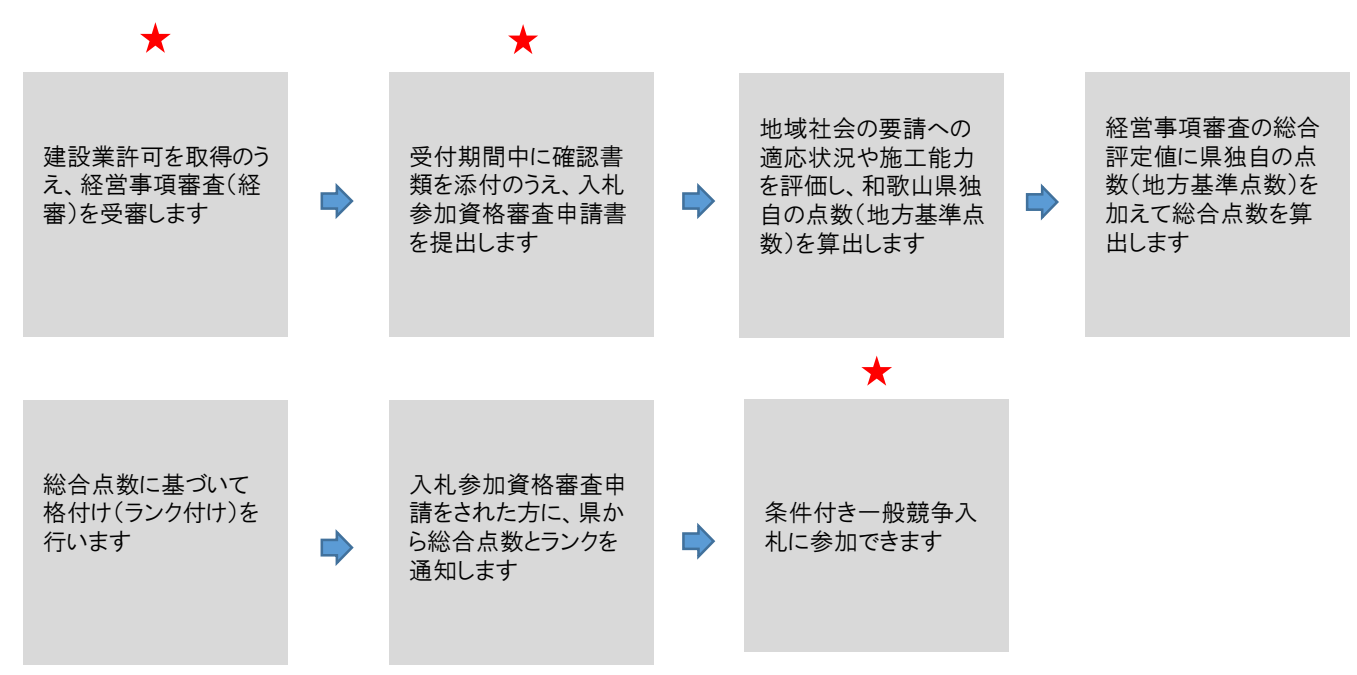 建設業許可を取得のう
え、経営事項審査（経
審）を受審します
受付期間中に確認書
類を添付のうえ、入札
参加資格審査申請書
を提出します
地域社会の要請への
適応状況や施工能力
を評価し、和歌山県独
自の点数（地方基準点
数）を算出します
経営事項審査の総合
評定値に県独自の点
数（地方基準点数）を
加えて総合点数を算
出します
総合点数に基づいて
格付け（ランク付け）を
行います
入札参加資格審査申
請をされた方に、県か
ら総合点数とランクを
通知します
条件付き一般競争入
札に参加できます